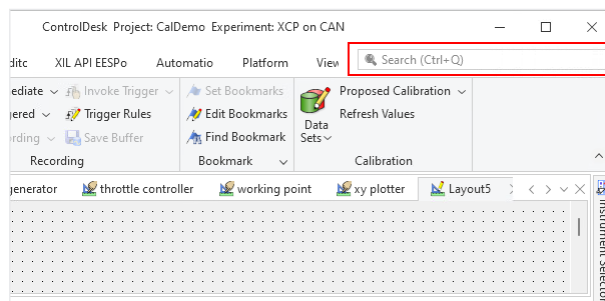 ControlDesk Project: CalDemo Experiment: XCP on CAN
ditc XIL API EESPo Automatio Platform View Search (Ctrl+Q)
ediate Invoke Trigger Set Bookmarks Proposed Calibration
gered Trigger Rules Edit Bookmarks Refresh Values
rding Save Buffer Find Bookmark
Data
Sets
Recording Bookmark Calibration
generator throttle controller working point xy plotter Layout5
Instrument Selector